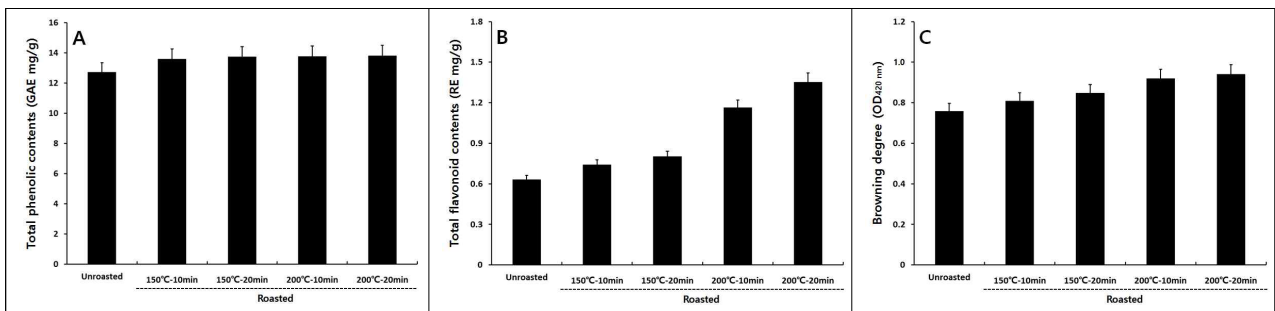 A
Total phenolic contents (GAE mg/g)
16
14
12
10
8
6
4
2
0
Unroasted 150℃-10min 150℃-20min 200℃-10min 200℃-20min
Roasted
B
Total flavonoid contents (RE mg/g)
1.8
1.5
1.2
0.9
0.6
0.3
0
Unroasted 150℃-10min 150℃-20min 200℃-10min 200℃-20min
Roasted
C
Browning degree (OD420 nm)
1.2
1.0
0.8
0.6
0.4
0.2
0
Unroasted 150℃-10min 150℃-20min 200℃-10min 200℃-20min
Roasted